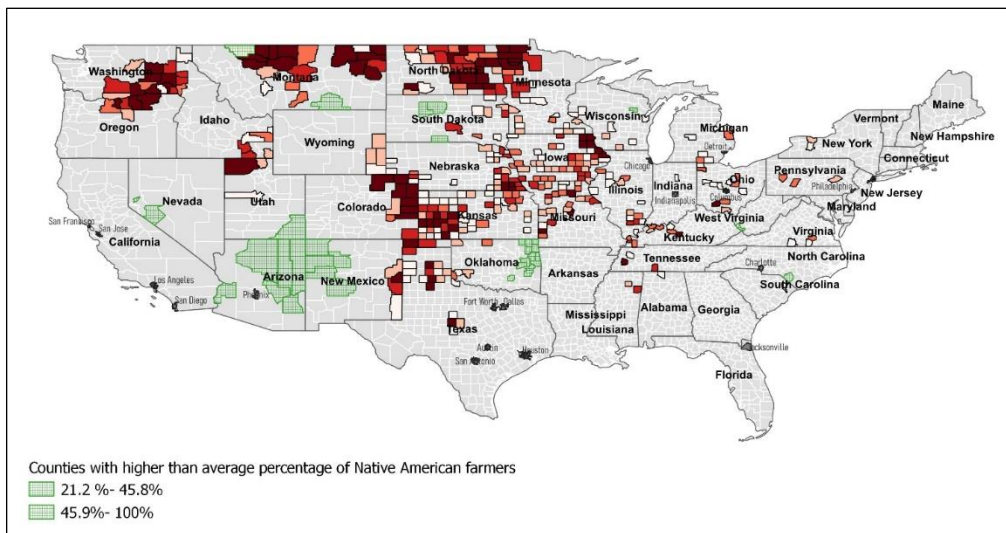 Washington
Montana
North Dakota
Minnesota
Maine
Oregon
Idaho
South Dakota
Wisconsin
Michigan
Vermont
New Hampshire
New York
Wyoming
Connecticut
Detroit
Nebraska
Iowa
Chicago
Pennsylvania
Nevada
Utah
Colorado
Illinois
Indiana
Ohio
Philadelphia
New Jersey
Indianapolis
Columbus
Maryland
San Francisco
San Jose
California
Kansas
Missouri
West Virginia
Virginia
Kentucky
Los Angeles
Arizona
New Mexico
Oklahoma
Arkansas
Tennessee
Charlotte
North Carolina
San Diego
Phoenix
South Carolina
Fort Worth
Dallas
Mississippi
Alabama
Georgia
Texas
Louisiana
Austin
Houston
Jacksonville
San Antonio
Florida
Counties with higher than average percentage of Native American farmers
21.2 %- 45.8%
45.9%- 100%